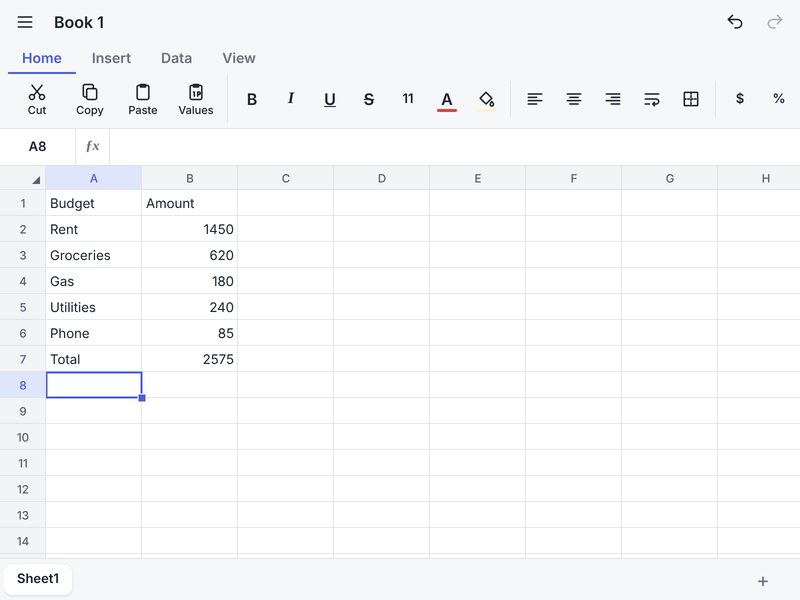 Book 1
Home Insert Data View
Cut Copy Paste Values B I U S 11 A $ %
A8 ƒx
A B C D E F G H
1 Budget Amount
2 Rent 1450
3 Groceries 620
4 Gas 180
5 Utilities 240
6 Phone 85
7 Total 2575
8
9
10
11
12
13
14
Sheet1 +